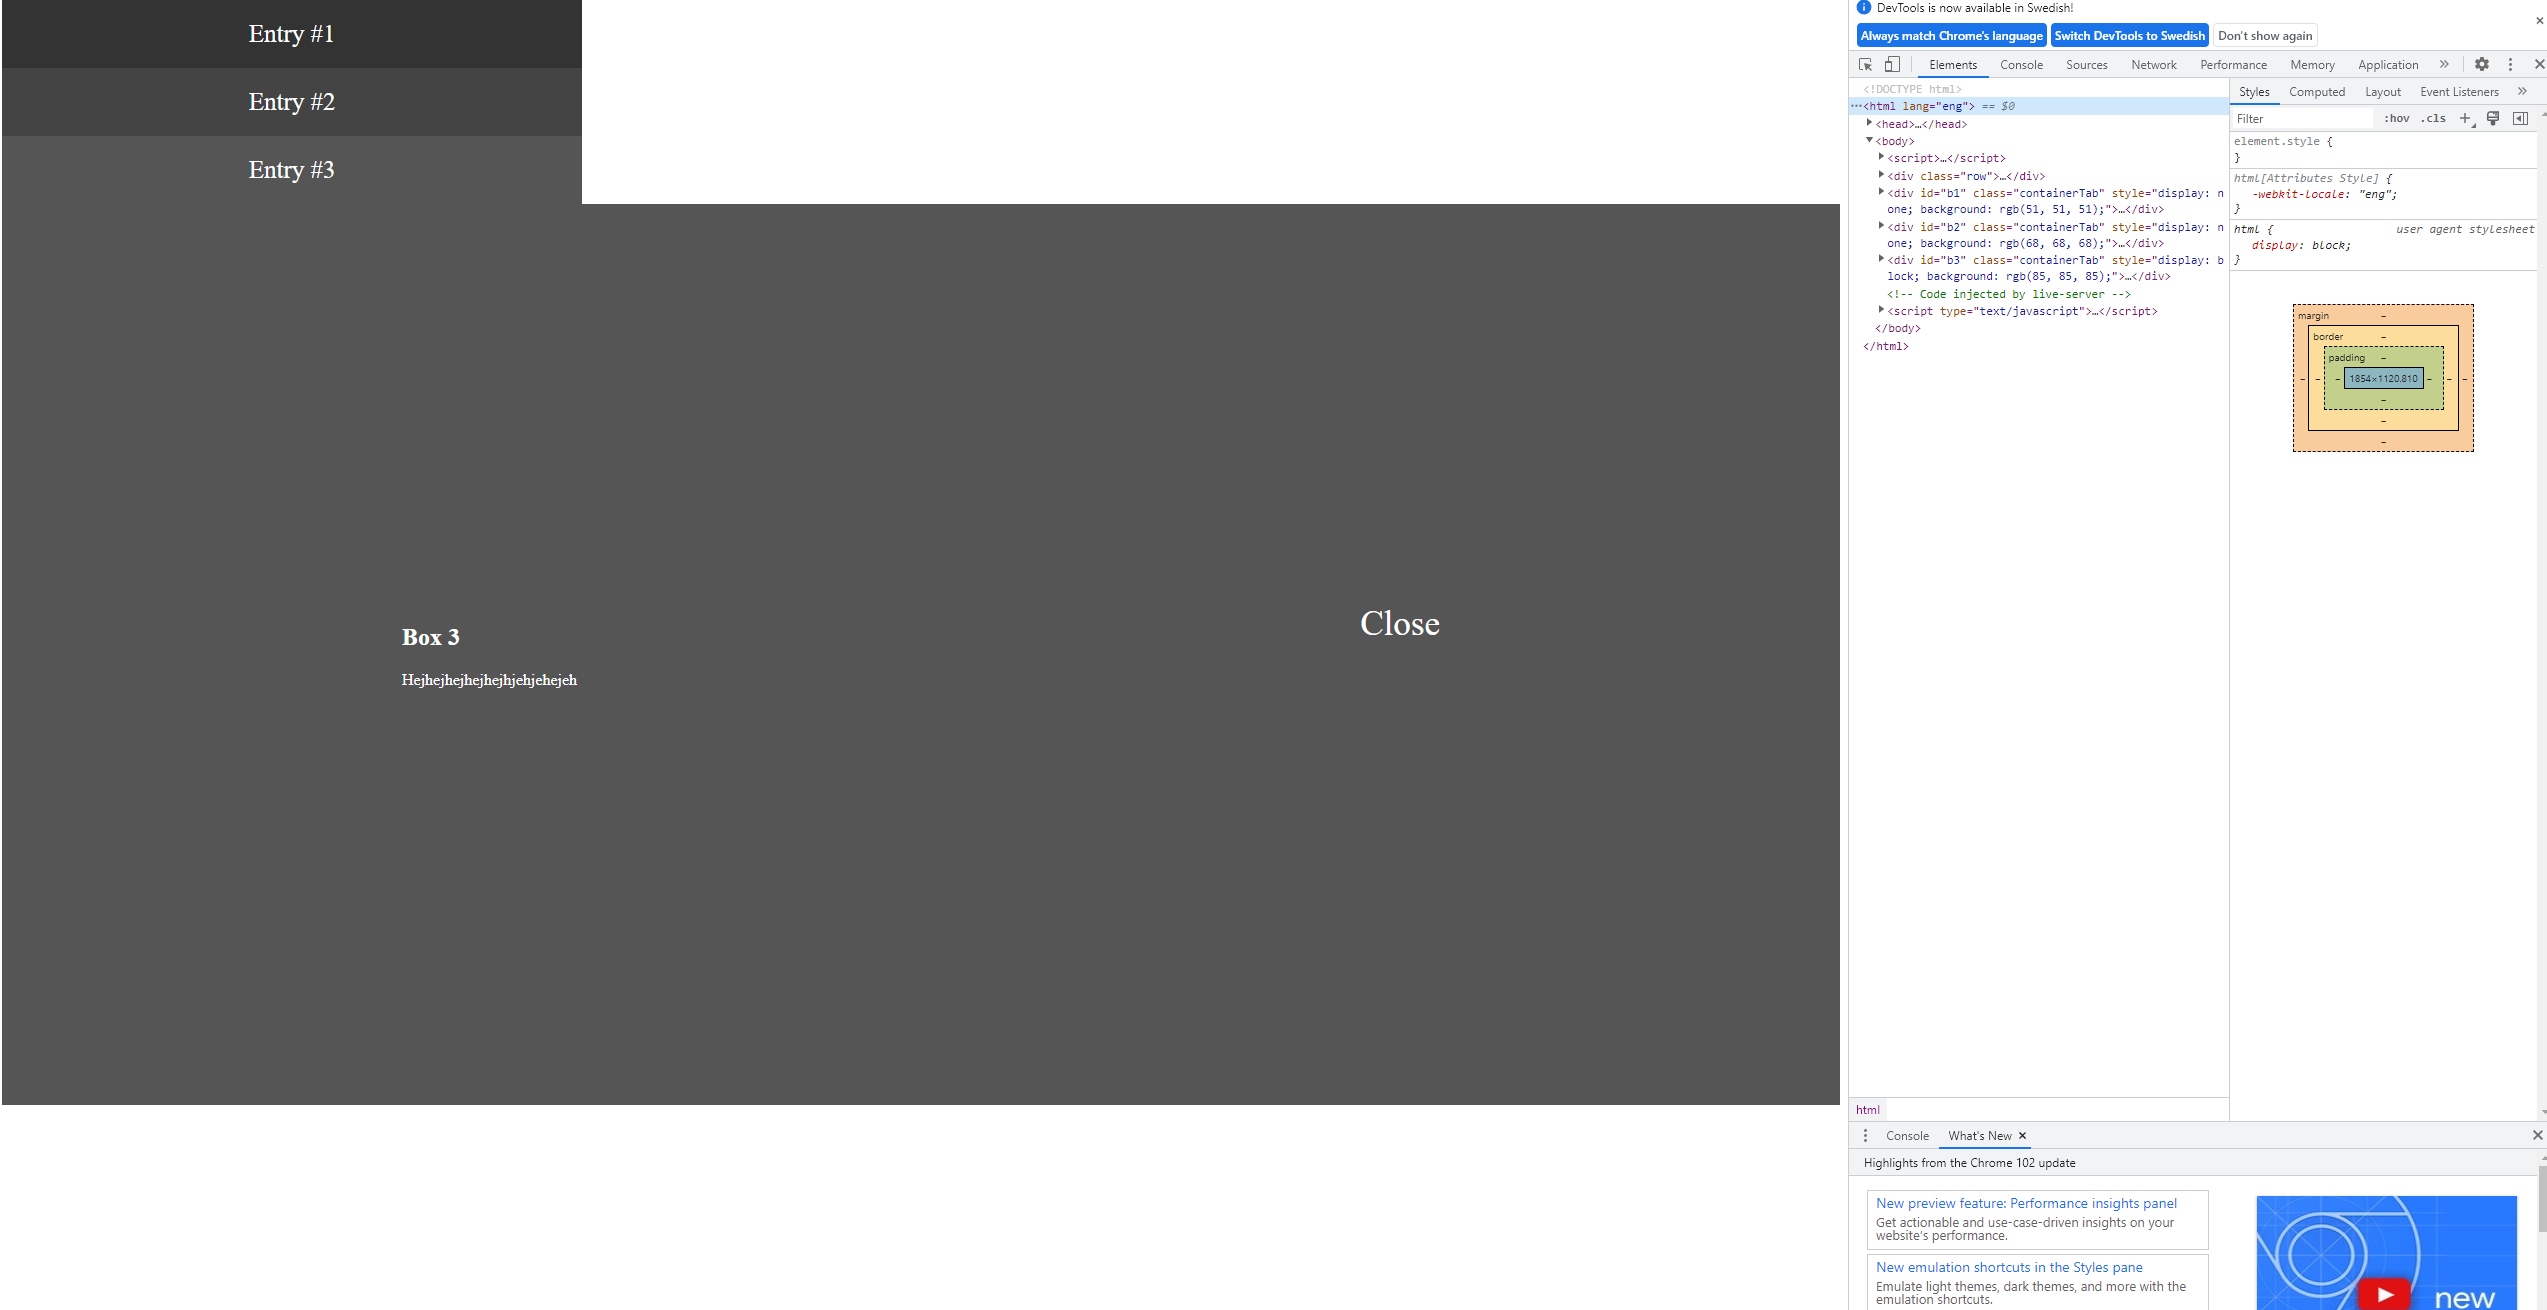 Entry #1
Entry #2
Entry #3
Box 3
Hejhejhejhejhejhjehjehejeh
Close
DevTools is now available in Swedish!
Always match Chrome's language Switch DevTools to Swedish Don't show again
Elements Console Sources Network Performance Memory Application
<!DOCTYPE html>
<html lang="eng"> == $0
<head>…</head>
<body>
<script>…</script>
<div class="row">…</div>
<div id="b1" class="containerTab" style="display: n
one; background: rgb(51, 51, 51);">…</div>
<div id="b2" class="containerTab" style="display: n
one; background: rgb(68, 68, 68);">…</div>
<div id="b3" class="containerTab" style="display: b
lock; background: rgb(85, 85, 85);">…</div>
<!-- Code injected by live-server -->
<script type="text/javascript">…</script>
</body>
</html>
html
Styles Computed Layout Event Listeners
Filter :hov .cls
element.style {
}
html[Attributes Style] {
-webkit-locale: "eng";
}
html { user agent stylesheet
display: block;
}
margin –
border –
padding –
– – – 1854×1120.810 – – –
–
–
–
Console What's New
Highlights from the Chrome 102 update
New preview feature: Performance insights panel
Get actionable and use-case-driven insights on your
website's performance.
New emulation shortcuts in the Styles pane
Emulate light themes, dark themes, and more with the
emulation shortcuts.
new